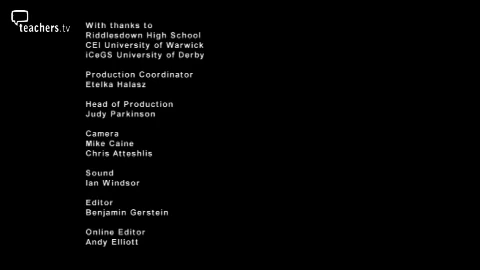 teachers.tv
With thanks to
Riddlesdown High School
CEI University of Warwick
iCeGS University of Derby
Production Coordinator
Etelka Halasz
Head of Production
Judy Parkinson
Camera
Mike Caine
Chris Atteshlis
Sound
Ian Windsor
Editor
Benjamin Gerstein
Online Editor
Andy Elliott